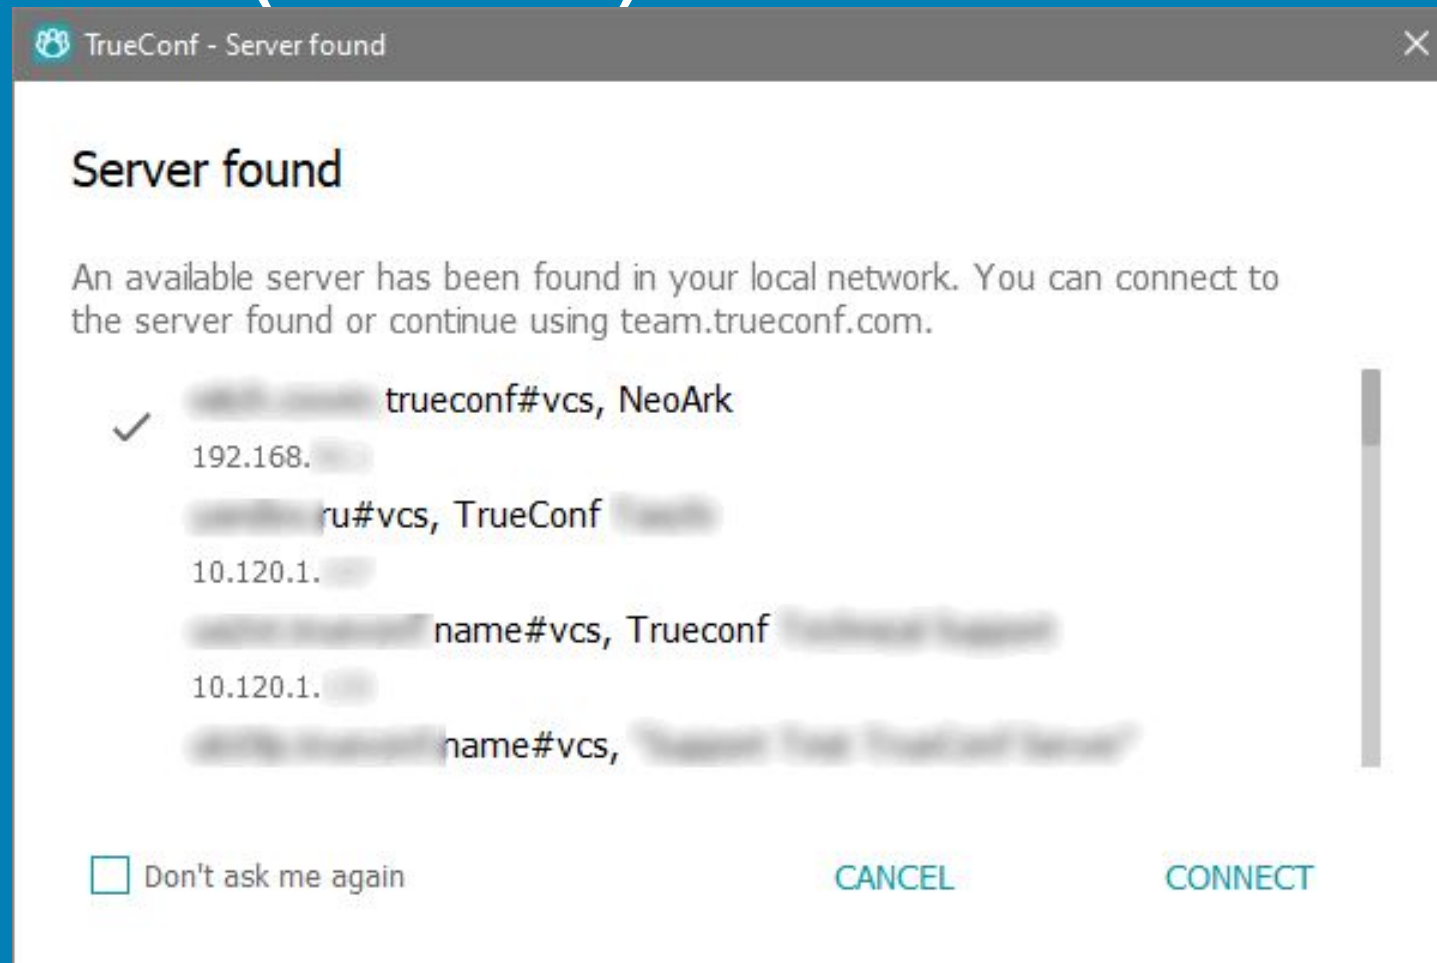 TrueConf - Server found
Server found
An available server has been found in your local network. You can connect to
the server found or continue using team.trueconf.com.
trueconf#vcs, NeoArk
192.168.
ru#vcs, TrueConf
10.120.1.
name#vcs, Trueconf
10.120.1.
name#vcs,
Don't ask me again
CANCEL
CONNECT